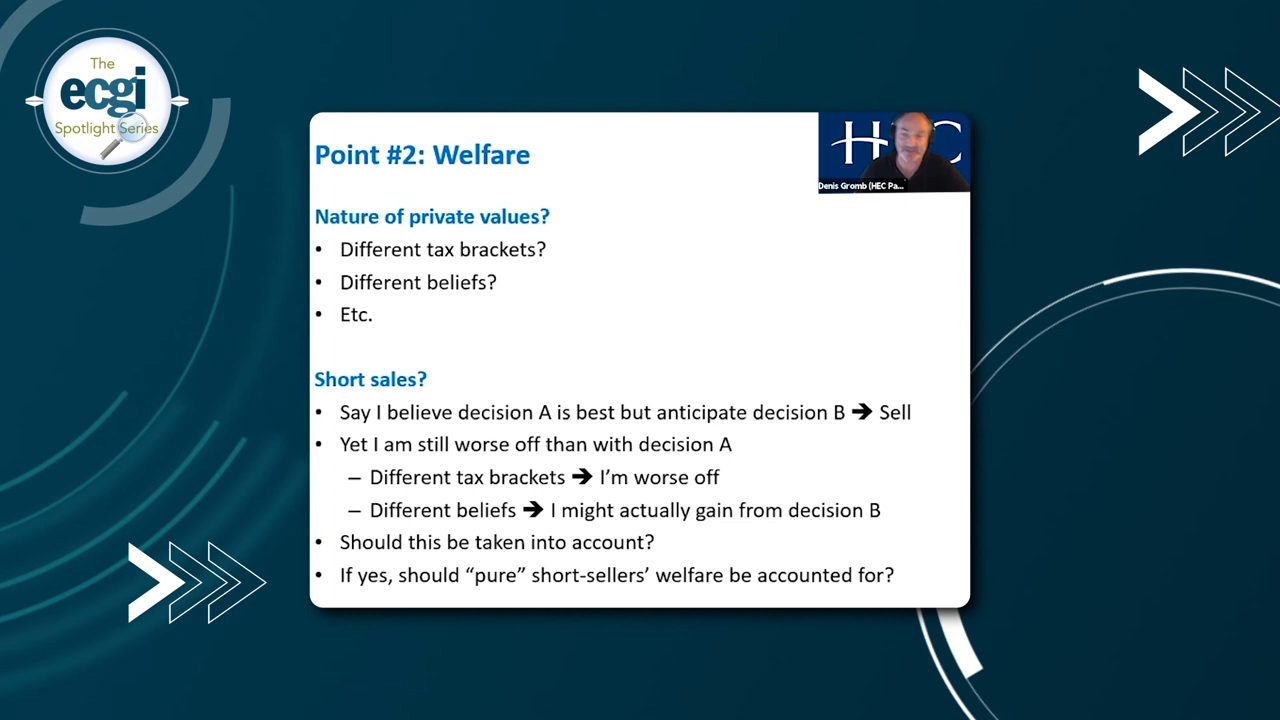 The
ecgi
Spotlight Series
Point #2: Welfare
HEC
Denis Gromb (HEC Pa...
Nature of private values?
• Different tax brackets?
• Different beliefs?
• Etc.
Short sales?
• Say I believe decision A is best but anticipate decision B ➔ Sell
• Yet I am still worse off than with decision A
– Different tax brackets ➔ I'm worse off
– Different beliefs ➔ I might actually gain from decision B
• Should this be taken into account?
• If yes, should “pure” short-sellers’ welfare be accounted for?